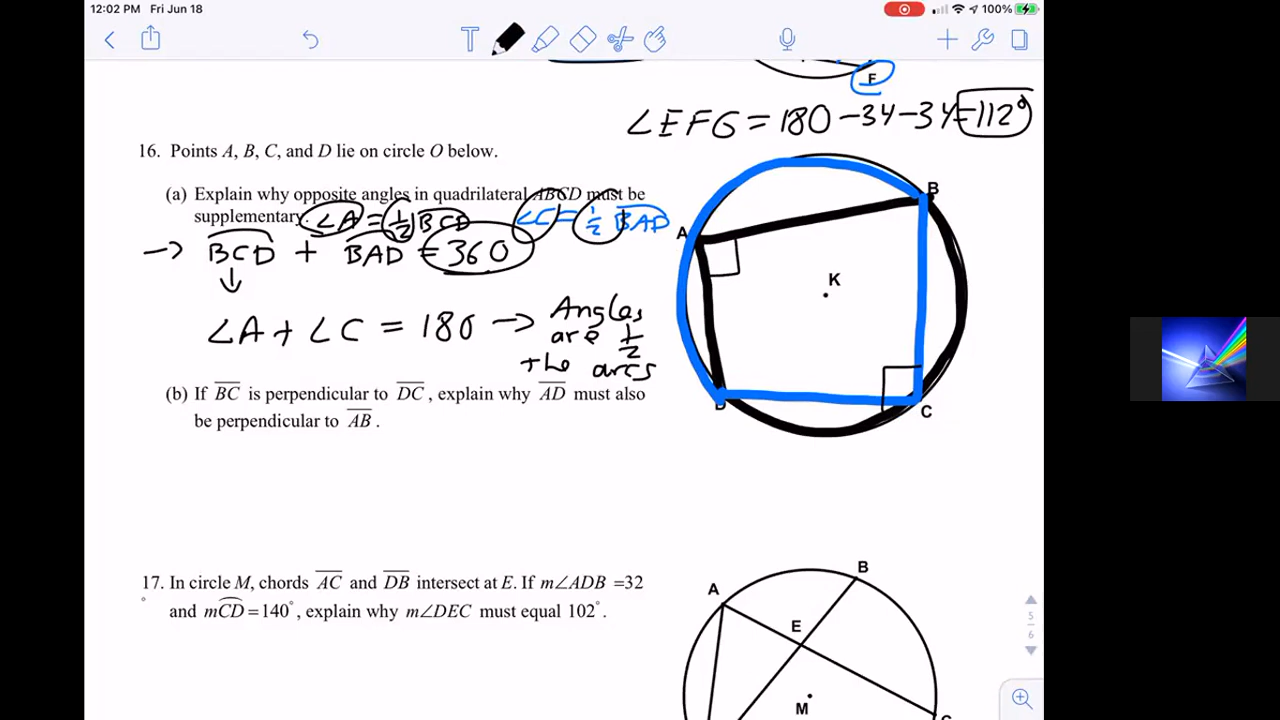 12:02 PM Fri Jun 18
100%
T
F
∠EFG = 180 - 34 - 34 = 112°
16. Points A, B, C, and D lie on circle O below.
(a) Explain why opposite angles in quadrilateral ABCD must be
supplementary. ∠A = 1/2 BCD ∠C = 1/2 BAD
→ BCD + BAD = 360
∠A + ∠C = 180 → Angles
are 1/2
the arcs
A
B
K
D
C
(b) If BC is perpendicular to DC, explain why AD must also
be perpendicular to AB.
17. In circle M, chords AC and DB intersect at E. If m∠ADB =32
° and mCD = 140°, explain why m∠DEC must equal 102°.
A
B
E
M
C
5
6